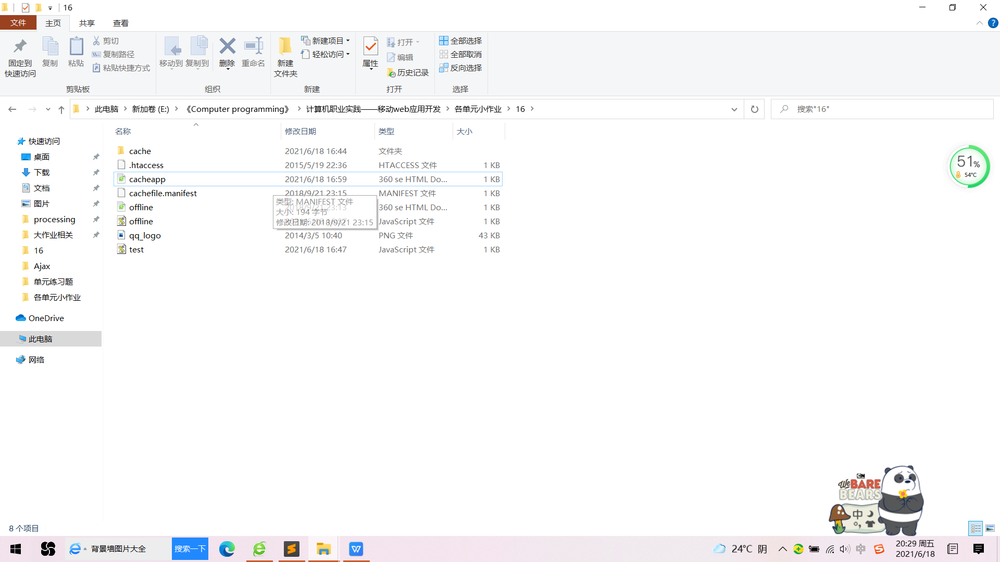 16
文件
主页
共享
查看
固定到
快速访问
复制
粘贴
剪切
复制路径
粘贴快捷方式
剪贴板
移动到
复制到
删除
重命名
组织
新建
文件夹
新建项目
轻松访问
新建
属性
打开
编辑
历史记录
打开
全部选择
全部取消
反向选择
选择
此电脑
新加卷 (E:)
《Computer programming》
计算机职业实践——移动web应用开发
各单元小作业
16
搜索"16"
名称
修改日期
类型
大小
cache
2021/6/18 16:44
文件夹
.htaccess
2015/5/19 22:36
HTACCESS 文件
1 KB
cacheapp
2021/6/18 16:59
360 se HTML Do...
1 KB
cachefile.manifest
2018/9/21 23:15
MANIFEST 文件
1 KB
offline
2018/9/21 23:13
360 se HTML Do...
1 KB
offline
JavaScript 文件
1 KB
qq_logo
2014/3/5 10:40
PNG 文件
43 KB
test
2021/6/18 16:47
JavaScript 文件
1 KB
类型: MANIFEST 文件
大小: 194 字节
修改日期: 2018/9/21 23:15
快速访问
桌面
下载
文档
图片
processing
大作业相关
16
Ajax
单元练习题
各单元小作业
OneDrive
此电脑
网络
51%
54℃
CN
We BARE
BEARS
中
8 个项目
背景墙图片大全
搜索一下
24°C 阴
中
20:29 周五
2021/6/18